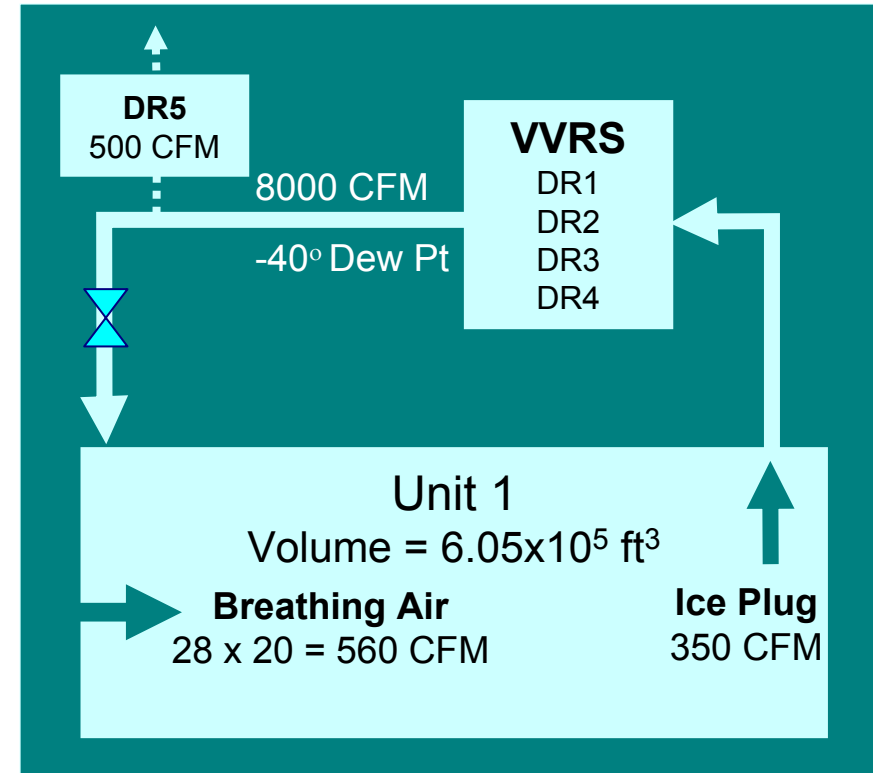 DR5
500 CFM
VVRS
DR1
DR2
DR3
DR4
8000 CFM
-40° Dew Pt
Unit 1
Volume = 6.05x10⁵ ft³
Breathing Air
28 x 20 = 560 CFM
Ice Plug
350 CFM